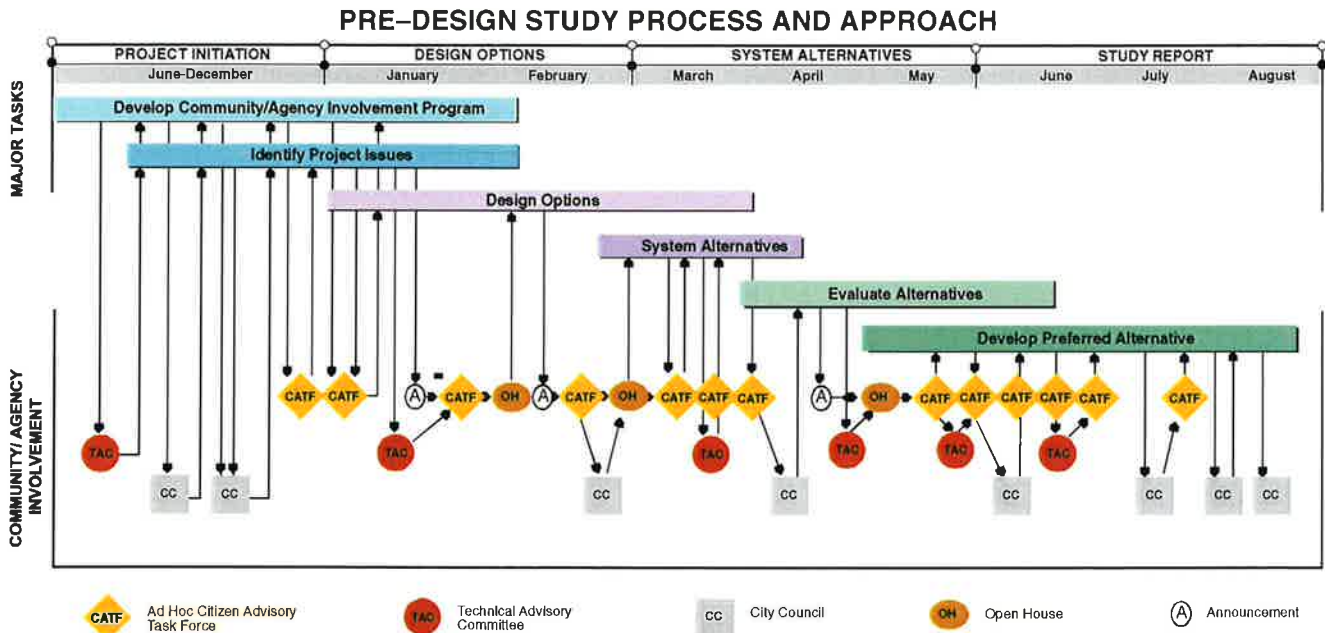 PRE–DESIGN STUDY PROCESS AND APPROACH
PROJECT INITIATION DESIGN OPTIONS SYSTEM ALTERNATIVES STUDY REPORT
June-December January February March April May June July August
MAJOR TASKS
Develop Community/Agency Involvement Program
Identify Project Issues
Design Options
System Alternatives
Evaluate Alternatives
Develop Preferred Alternative
COMMUNITY/ AGENCY
INVOLVEMENT
CATF CATF A CATF OH A CATF OH CATF CATF CATF A OH CATF CATF CATF CATF CATF CATF
TAC TAC TAC TAC TAC TAC
CC CC CC CC CC CC CC CC
CATF Ad Hoc Citizen Advisory
Task Force
TAC Technical Advisory
Committee
CC City Council
OH Open House
A Announcement